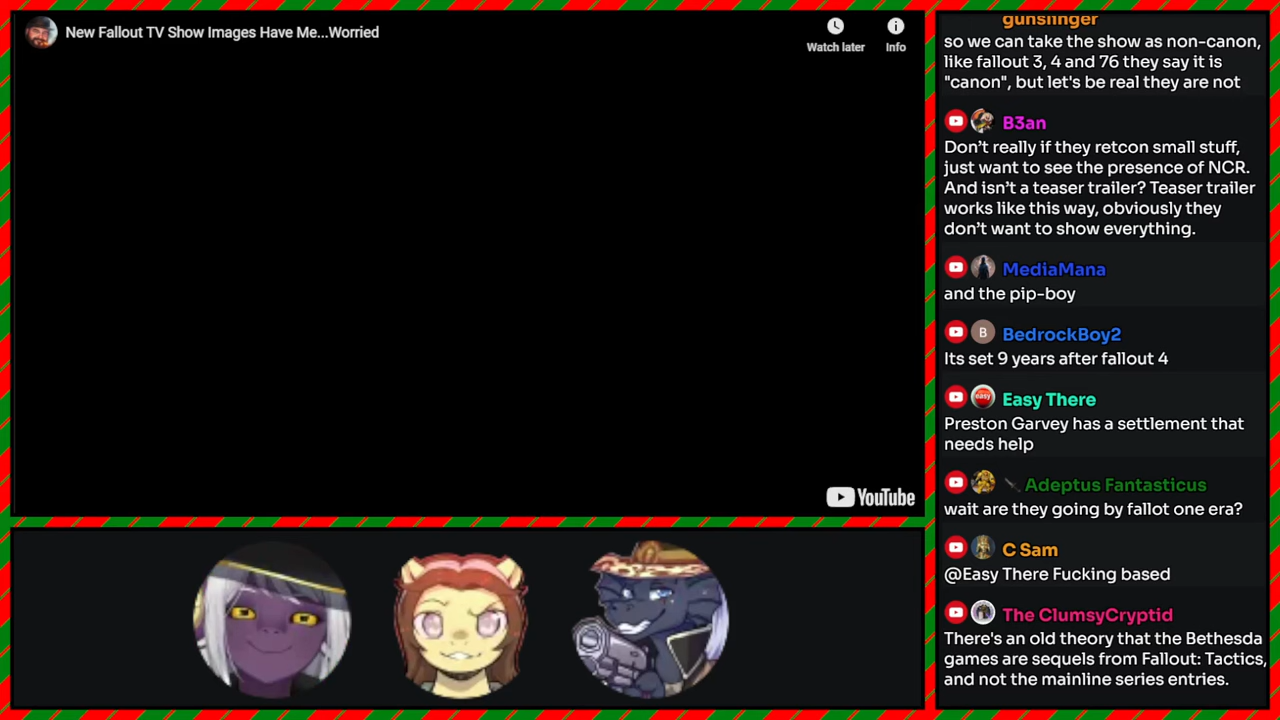 New Fallout TV Show Images Have Me...Worried
Watch later
Info
YouTube
gunslinger
so we can take the show as non-canon,
like fallout 3, 4 and 76 they say it is
"canon", but let's be real they are not
B3an
Don't really if they retcon small stuff,
just want to see the presence of NCR.
And isn't a teaser trailer? Teaser trailer
works like this way, obviously they
don't want to show everything.
MediaMana
and the pip-boy
B
BedrockBoy2
Its set 9 years after fallout 4
easy
Easy There
Preston Garvey has a settlement that
needs help
Adeptus Fantasticus
wait are they going by fallot one era?
C Sam
@Easy There Fucking based
The ClumsyCryptid
There's an old theory that the Bethesda
games are sequels from Fallout: Tactics,
and not the mainline series entries.